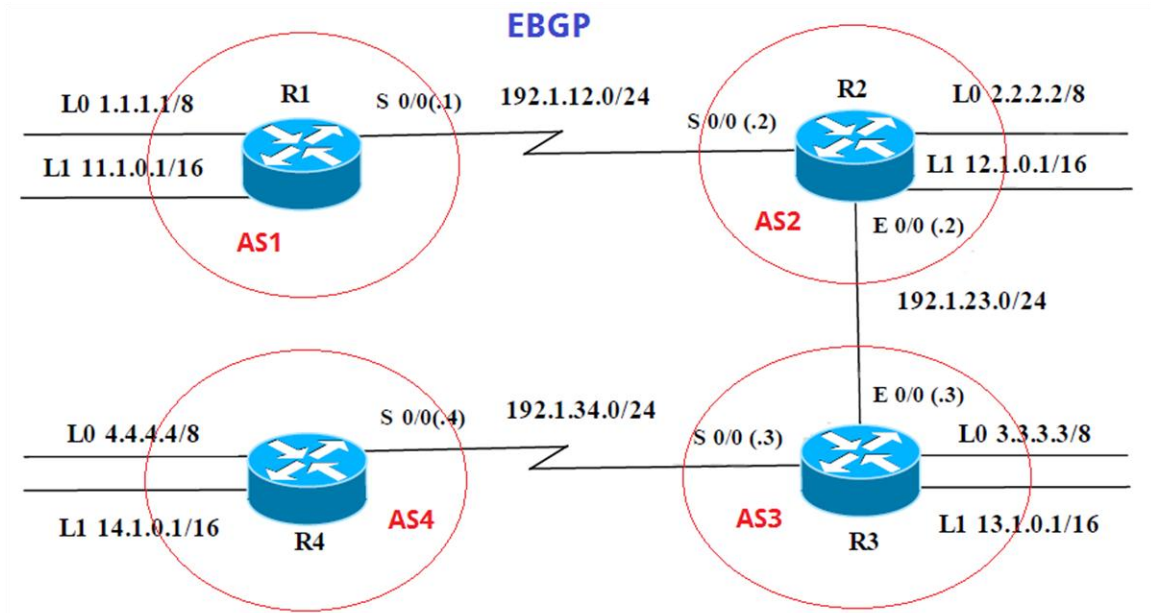 EBGP
R1
L0 1.1.1.1/8
S 0/0(.1)
L1 11.1.0.1/16
AS1
192.1.12.0/24
R2
L0 2.2.2.2/8
S 0/0 (.2)
L1 12.1.0.1/16
AS2
E 0/0 (.2)
192.1.23.0/24
E 0/0 (.3)
S 0/0(.4)
192.1.34.0/24
L0 4.4.4.4/8
S 0/0 (.3)
L0 3.3.3.3/8
L1 14.1.0.1/16
AS4
R4
AS3
L1 13.1.0.1/16
R3